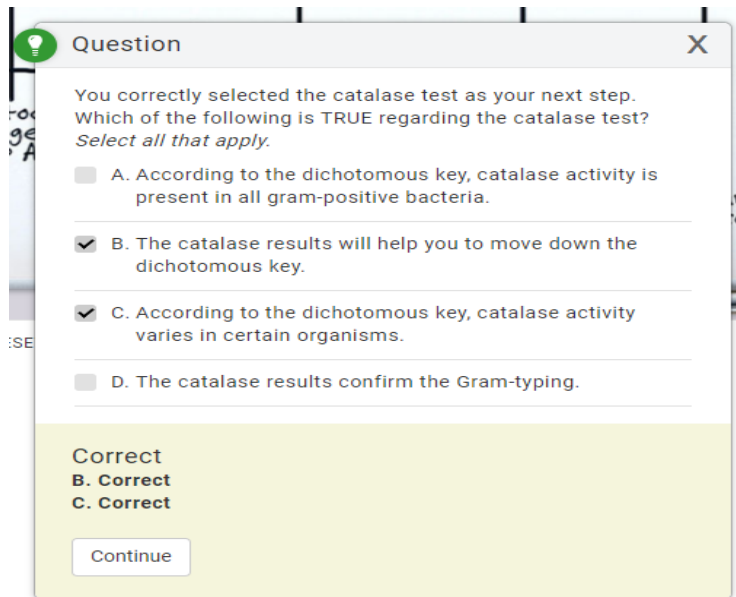 Question
X
You correctly selected the catalase test as your next step.
Which of the following is TRUE regarding the catalase test?
Select all that apply.
A. According to the dichotomous key, catalase activity is
present in all gram-positive bacteria.
B. The catalase results will help you to move down the
dichotomous key.
C. According to the dichotomous key, catalase activity
varies in certain organisms.
D. The catalase results confirm the Gram-typing.
Correct
B. Correct
C. Correct
Continue